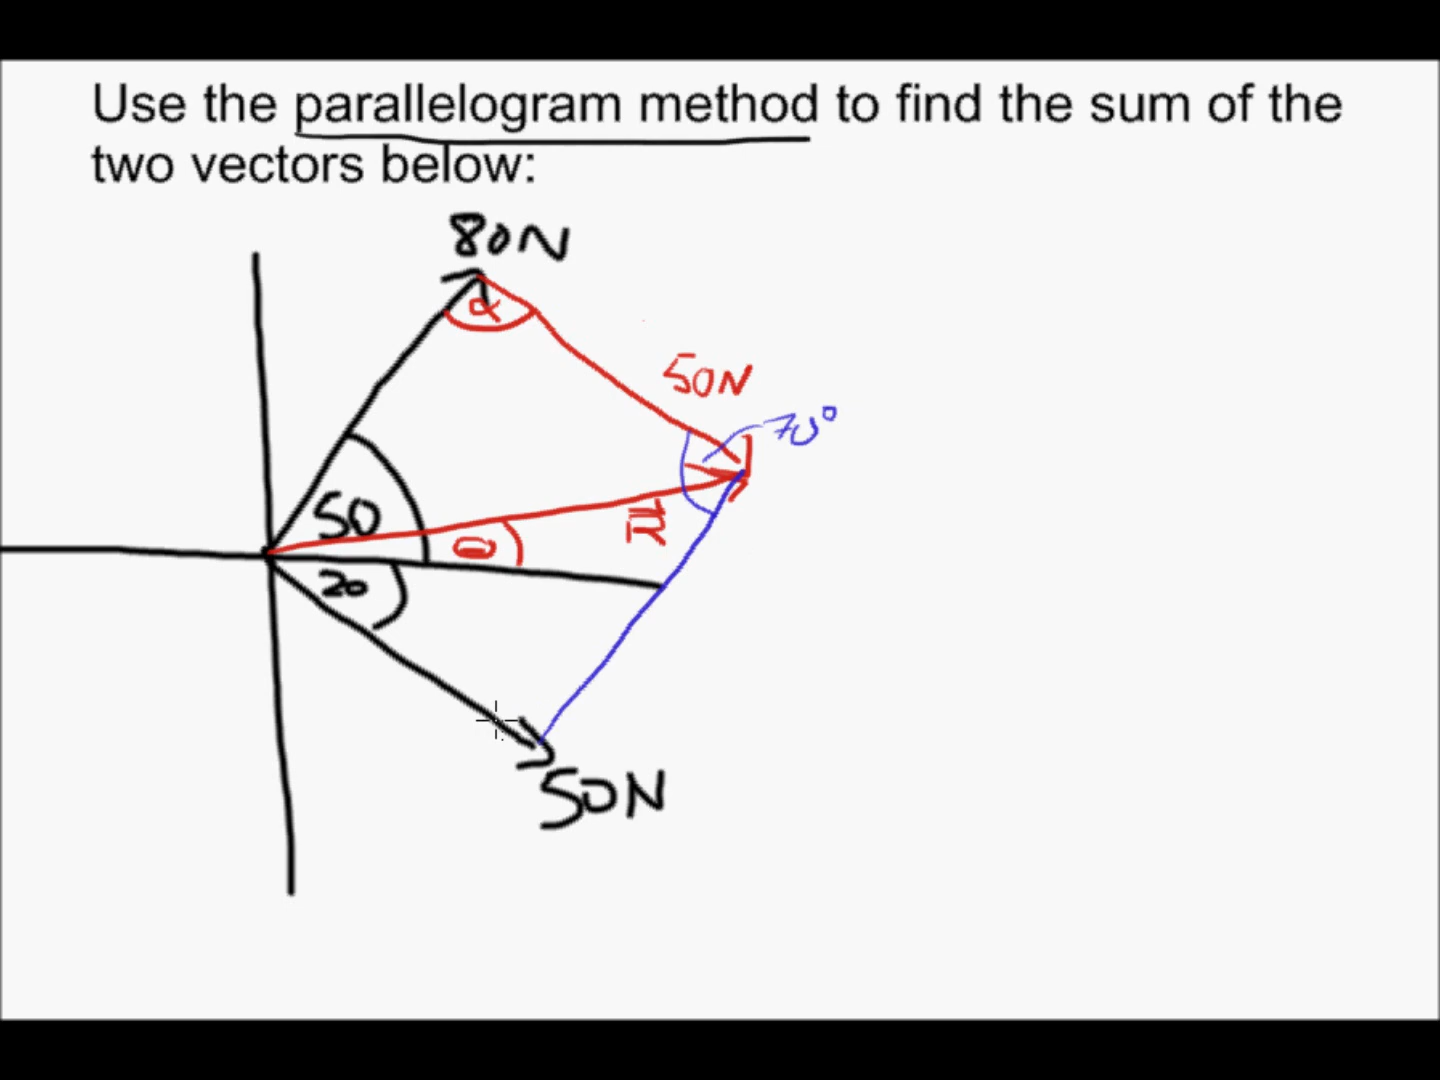 Use the parallelogram method to find the sum of the
two vectors below:
80N
α
50N
70°
50
θ
R
20
50N